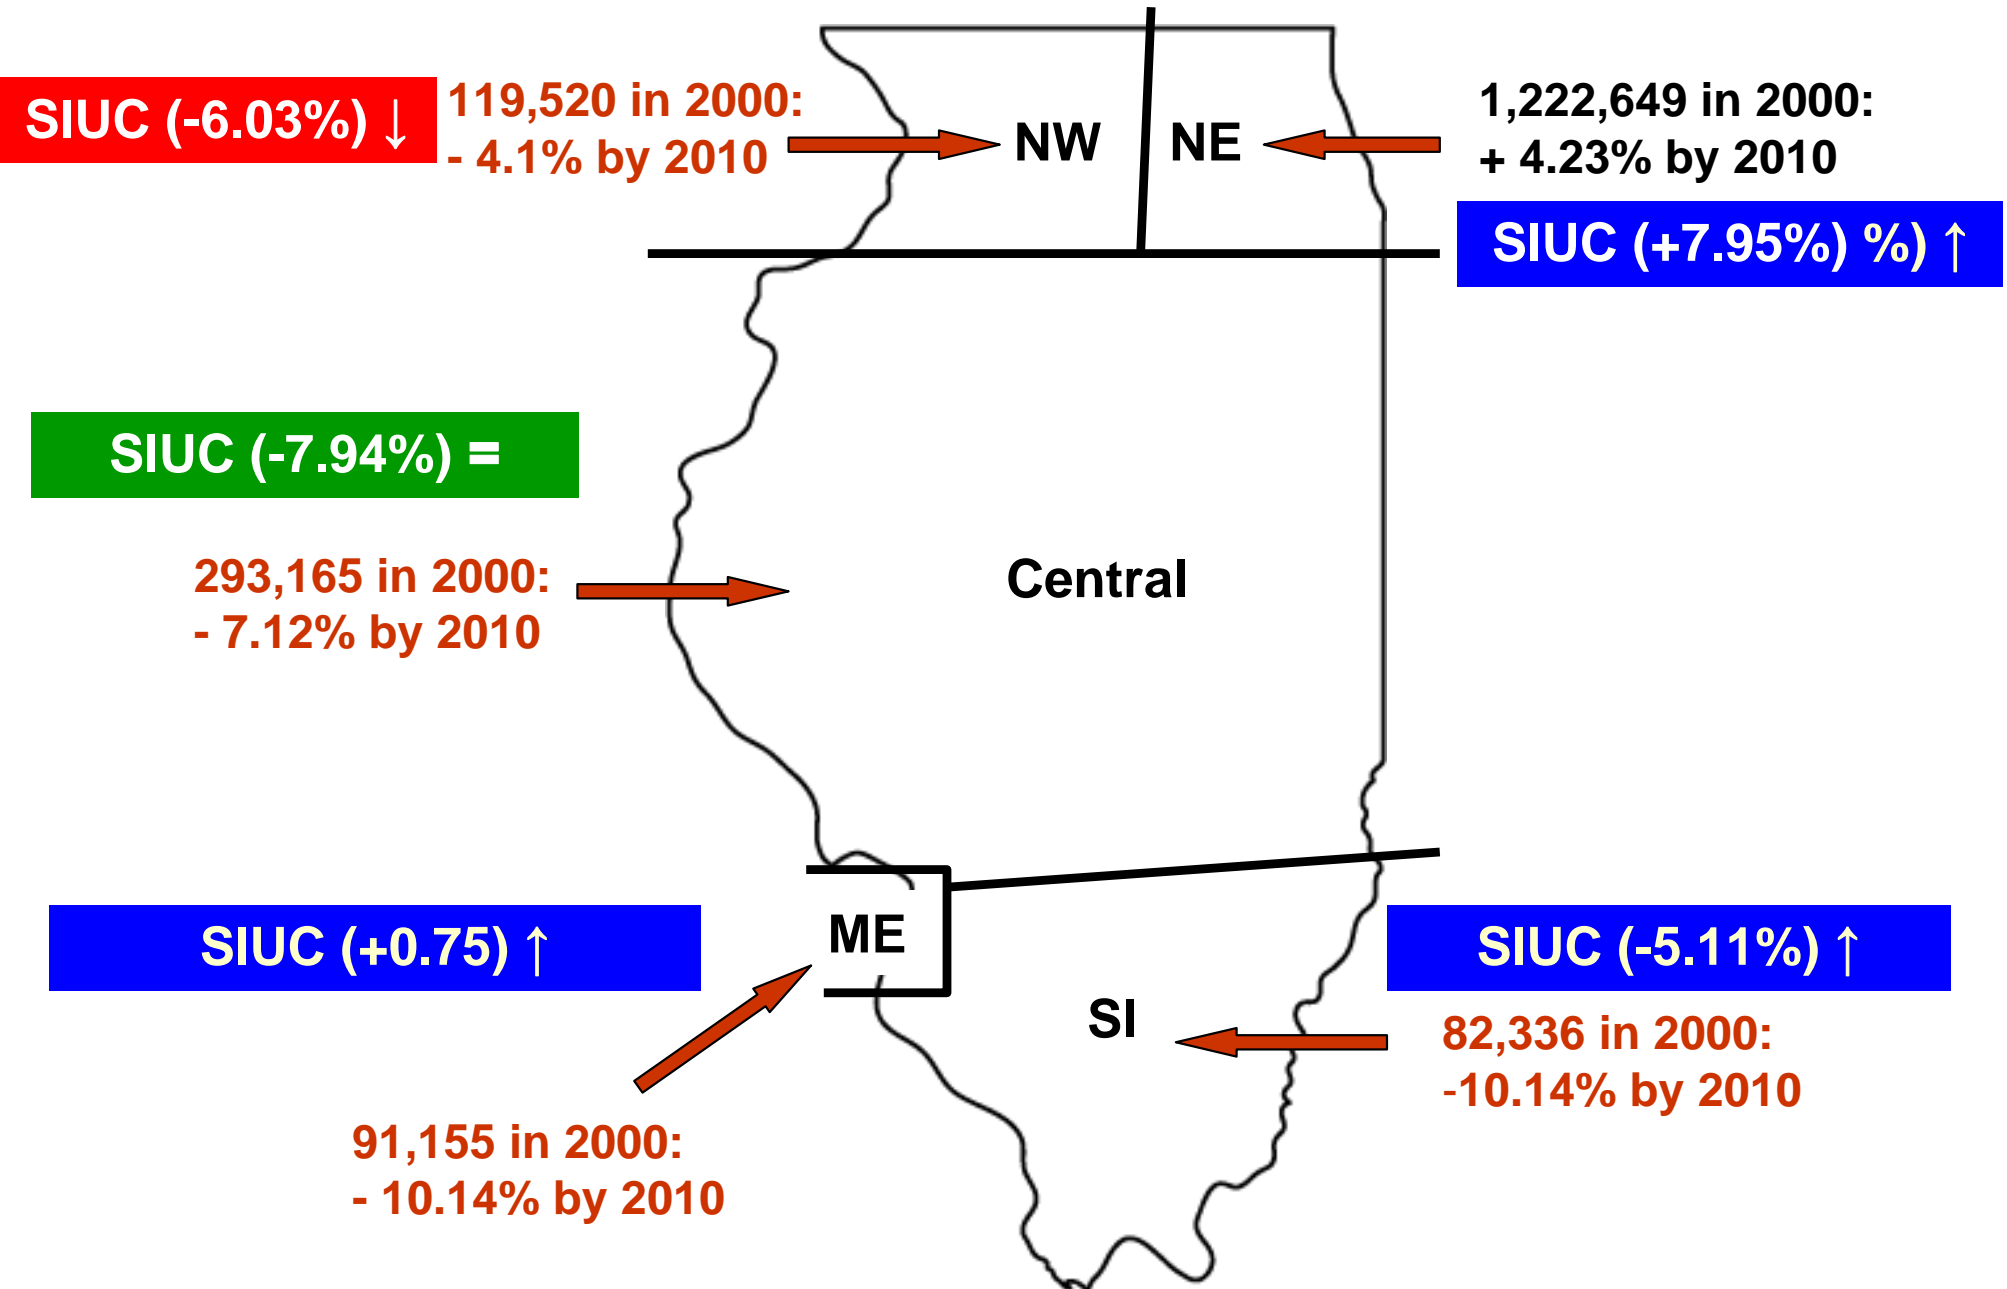 SIUC (-6.03%) ↓
119,520 in 2000:
- 4.1% by 2010
NW
NE
1,222,649 in 2000:
+ 4.23% by 2010
SIUC (+7.95%) %) ↑
SIUC (-7.94%) =
293,165 in 2000:
- 7.12% by 2010
Central
SIUC (+0.75) ↑
ME
SIUC (-5.11%) ↑
SI
82,336 in 2000:
-10.14% by 2010
91,155 in 2000:
- 10.14% by 2010